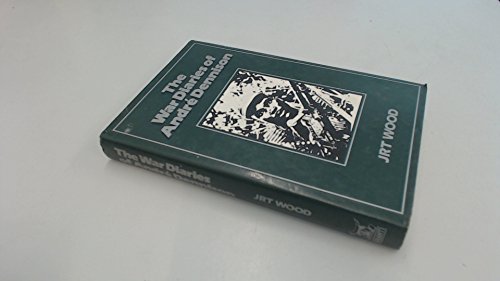 The
War Diaries of
André Dennison
JRT WOOD
The War Diaries
of André Dennison
JRT WOOD